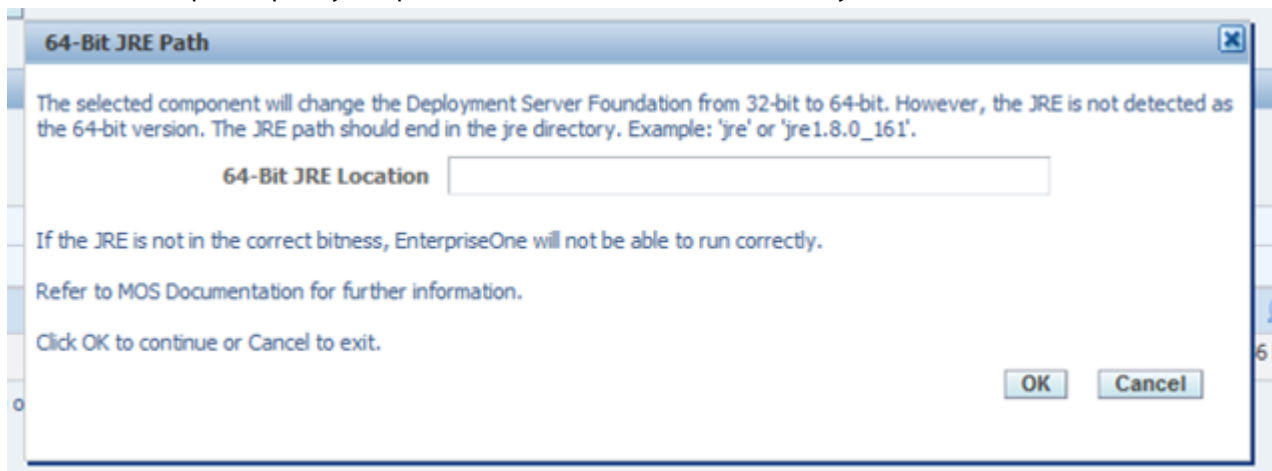 64-Bit JRE Path
The selected component will change the Deployment Server Foundation from 32-bit to 64-bit. However, the JRE is not detected as
the 64-bit version. The JRE path should end in the jre directory. Example: 'jre' or 'jre1.8.0_161'.
64-Bit JRE Location
If the JRE is not in the correct bitness, EnterpriseOne will not be able to run correctly.
Refer to MOS Documentation for further information.
Click OK to continue or Cancel to exit.
6
OK Cancel
o